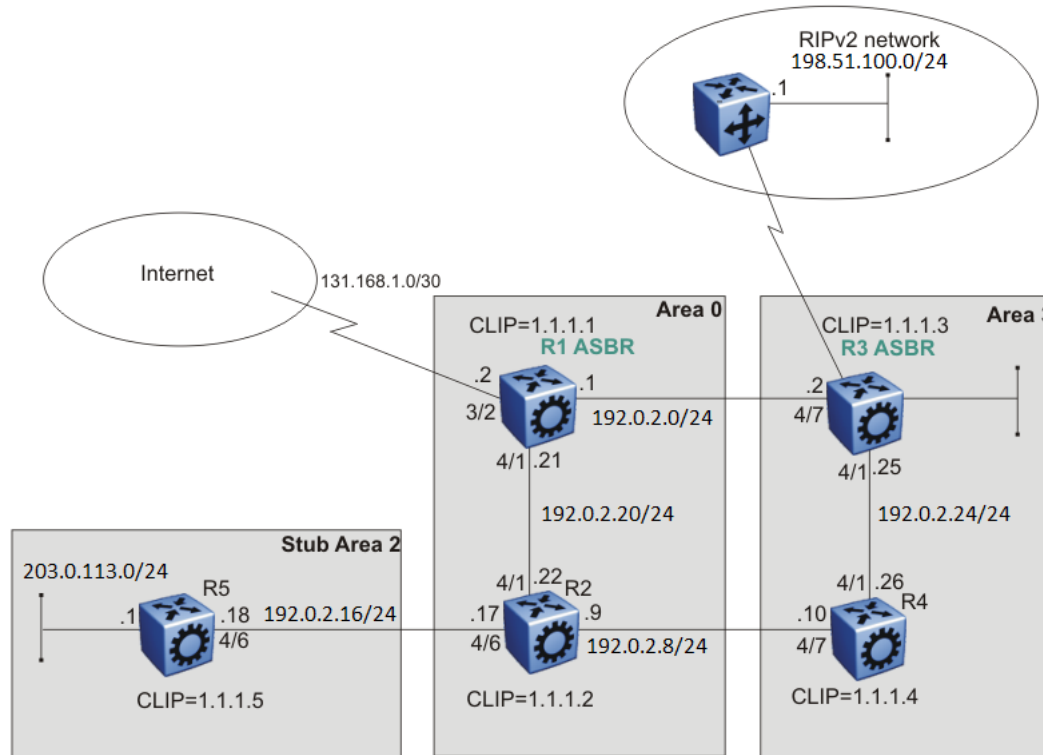 RIPv2 network
198.51.100.0/24
.1
Internet
131.168.1.0/30
Area 0
CLIP=1.1.1.1
R1 ASBR
.2
.1
3/2
192.0.2.0/24
4/1
.21
Area 3
CLIP=1.1.1.3
R3 ASBR
.2
4/7
4/1
.25
192.0.2.20/24
192.0.2.24/24
Stub Area 2
203.0.113.0/24
R5
.1
.18
4/6
192.0.2.16/24
CLIP=1.1.1.5
4/1
.22
R2
.17
.9
4/6
192.0.2.8/24
CLIP=1.1.1.2
4/1
.26
R4
.10
4/7
CLIP=1.1.1.4